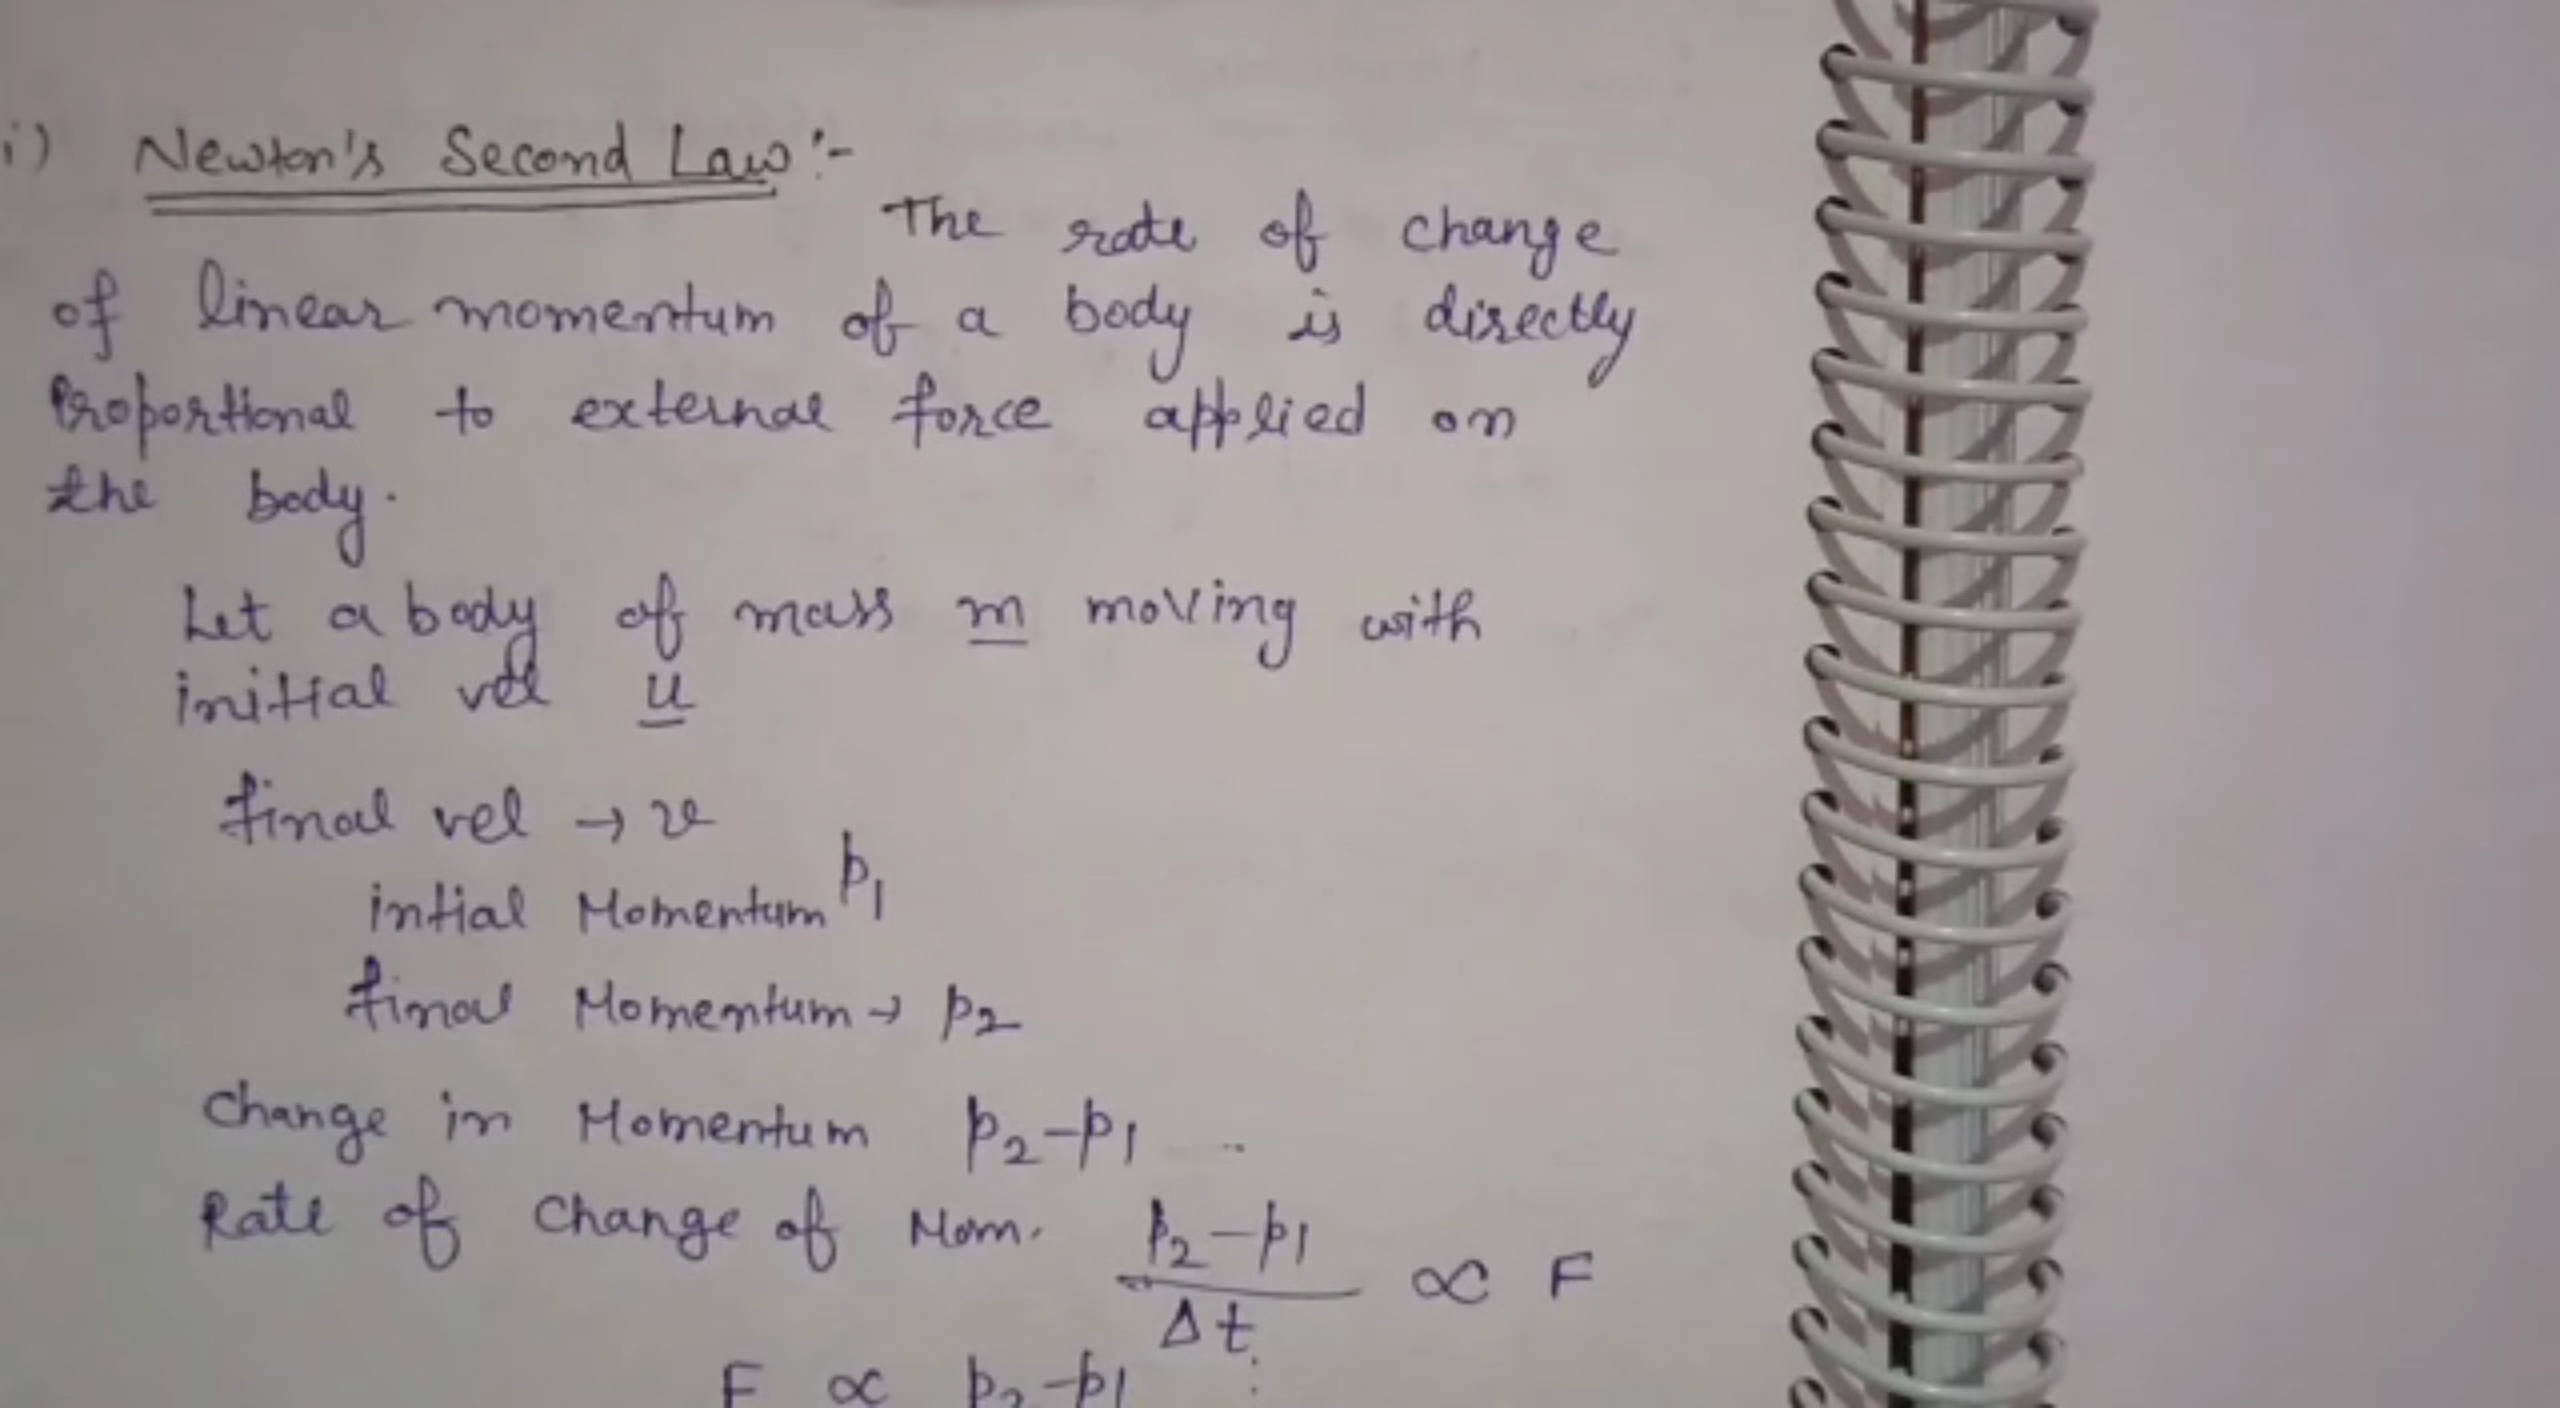 i) Newton's Second Law :-
The rate of change
of linear momentum of a body is directly
Proportional to external force applied on
the body.
Let a body of mass m moving with
initial vel u
final vel → v
intial Momentum p1
final Momentum → p2
Change in Momentum p2-p1
Rate of Change of Mom. p2-p1 / Δt ∝ F
F ∝ p2-p1